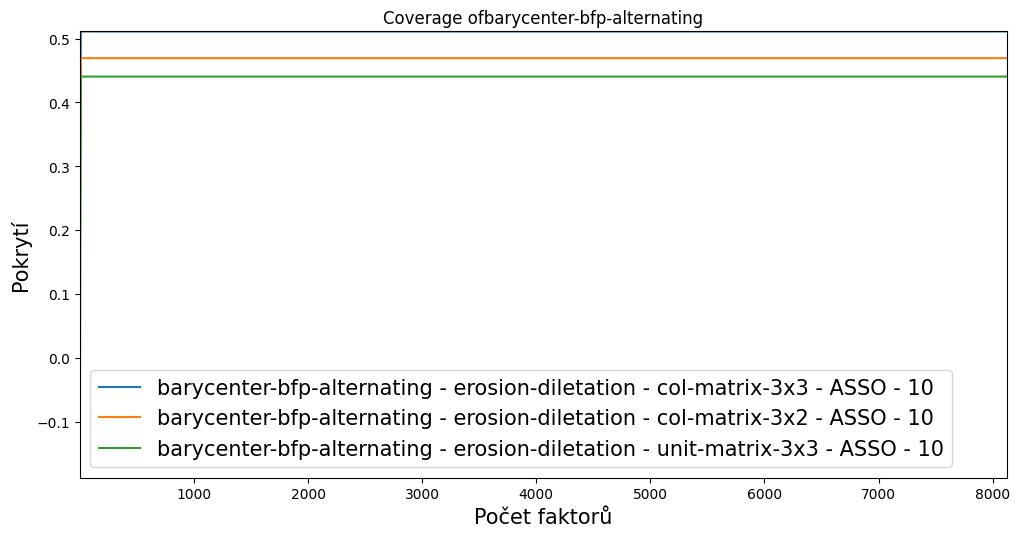 Coverage ofbarycenter-bfp-alternating
0.5
0.4
0.3
0.2
0.1
0.0
−0.1
Pokrytí
barycenter-bfp-alternating - erosion-diletation - col-matrix-3x3 - ASSO - 10
barycenter-bfp-alternating - erosion-diletation - col-matrix-3x2 - ASSO - 10
barycenter-bfp-alternating - erosion-diletation - unit-matrix-3x3 - ASSO - 10
1000 2000 3000 4000 5000 6000 7000 8000
Počet faktorů